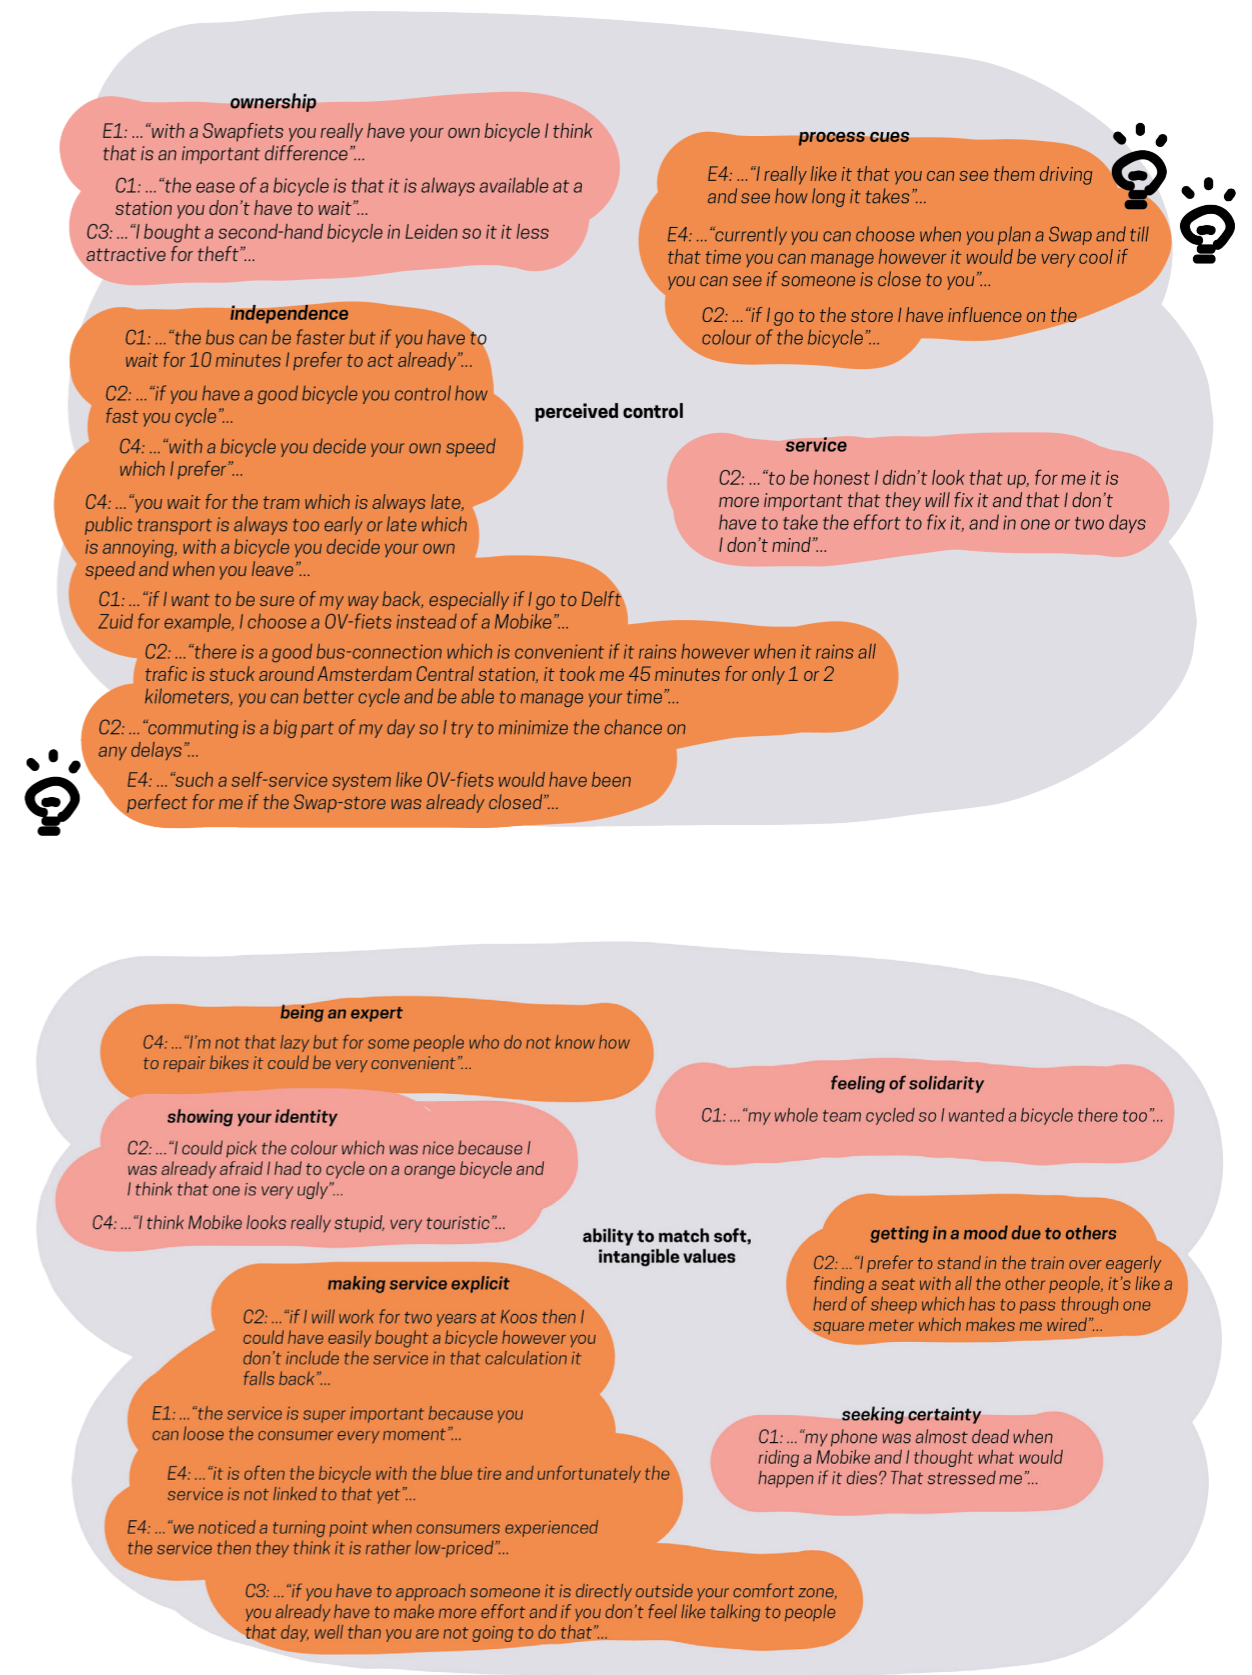 ownership
E1: ...“with a Swapfiets you really have your own bicycle I think
that is an important difference”...
C1: ...“the ease of a bicycle is that it is always available at a
station you don’t have to wait”...
C3: ...“I bought a second-hand bicycle in Leiden so it it less
attractive for theft”...
process cues
E4: ...“I really like it that you can see them driving
and see how long it takes”...
E4: ...“currently you can choose when you plan a Swap and till
that time you can manage however it would be very cool if
you can see if someone is close to you”...
C2: ...“if I go to the store I have influence on the
colour of the bicycle”...
independence
C1: ...“the bus can be faster but if you have to
wait for 10 minutes I prefer to act already”...
C2: ...“if you have a good bicycle you control how
fast you cycle”...
C4: ...“with a bicycle you decide your own speed
which I prefer”...
C4: ...“you wait for the tram which is always late,
public transport is always too early or late which
is annoying, with a bicycle you decide your own
speed and when you leave”...
C1: ...“if I want to be sure of my way back, especially if I go to Delft
Zuid for example, I choose a OV-fiets instead of a Mobike”...
C2: ...“there is a good bus-connection which is convenient if it rains however when it rains all
trafic is stuck around Amsterdam Central station, it took me 45 minutes for only 1 or 2
kilometers, you can better cycle and be able to manage your time”...
C2: ...“commuting is a big part of my day so I try to minimize the chance on
any delays”...
E4: ...“such a self-service system like OV-fiets would have been
perfect for me if the Swap-store was already closed”...
perceived control
service
C2: ...“to be honest I didn’t look that up, for me it is
more important that they will fix it and that I don’t
have to take the effort to fix it, and in one or two days
I don’t mind”...
being an expert
C4: ...“I’m not that lazy but for some people who do not know how
to repair bikes it could be very convenient”...
showing your identity
C2: ...“I could pick the colour which was nice because I
was already afraid I had to cycle on a orange bicycle and
I think that one is very ugly”...
C4: ...“I think Mobike looks really stupid, very touristic”...
feeling of solidarity
C1: ...“my whole team cycled so I wanted a bicycle there too”...
ability to match soft,
intangible values
getting in a mood due to others
C2: ...“I prefer to stand in the train over eagerly
finding a seat with all the other people, it’s like a
herd of sheep which has to pass through one
square meter which makes me wired”...
making service explicit
C2: ...“if I will work for two years at Koos then I
could have easily bought a bicycle however you
don’t include the service in that calculation it
falls back”...
E1: ...“the service is super important because you
can loose the consumer every moment”...
E4: ...“it is often the bicycle with the blue tire and unfortunately the
service is not linked to that yet”...
E4: ...“we noticed a turning point when consumers experienced
the service then they think it is rather low-priced”...
C3: ...“if you have to approach someone it is directly outside your comfort zone,
you already have to make more effort and if you don’t feel like talking to people
that day, well than you are not going to do that”...
seeking certainty
C1: ...“my phone was almost dead when
riding a Mobike and I thought what would
happen if it dies? That stressed me”...